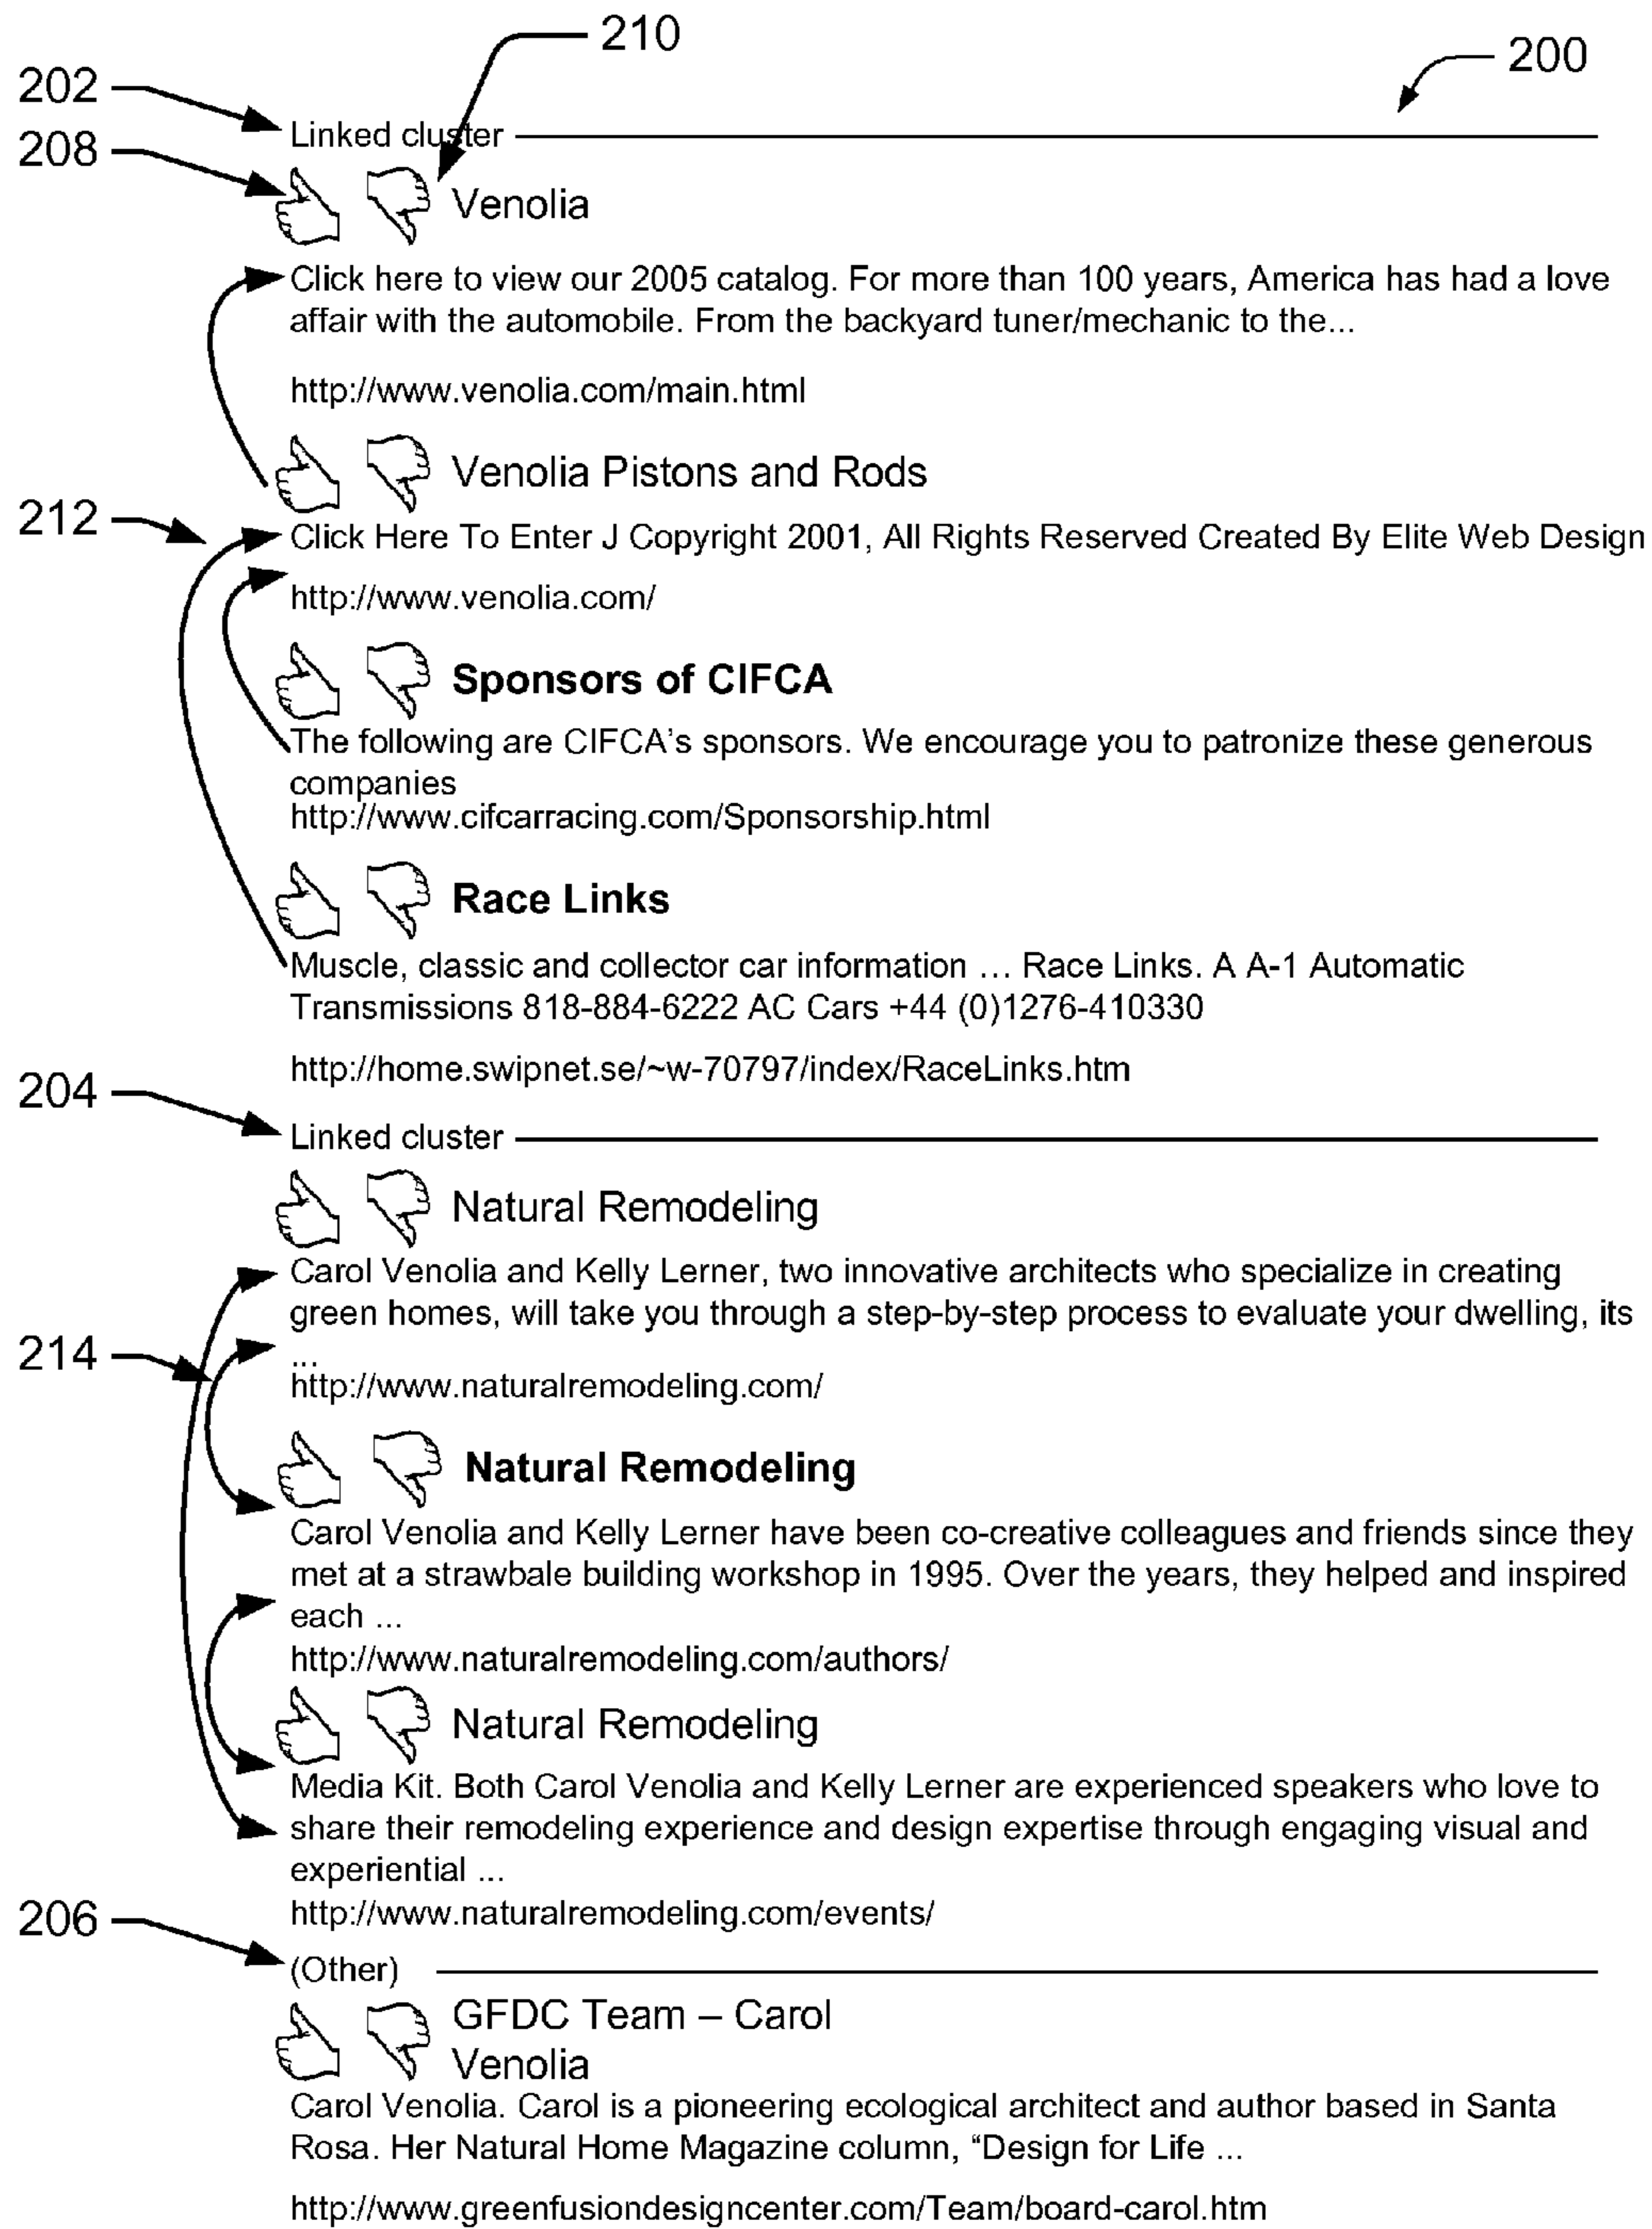 210
200
202
Linked cluster
208
Venolia
Click here to view our 2005 catalog. For more than 100 years, America has had a love
affair with the automobile. From the backyard tuner/mechanic to the...
http://www.venolia.com/main.html
Venolia Pistons and Rods
212
Click Here To Enter J Copyright 2001, All Rights Reserved Created By Elite Web Design
http://www.venolia.com/
Sponsors of CIFCA
The following are CIFCA's sponsors. We encourage you to patronize these generous
companies
http://www.cifcarracing.com/Sponsorship.html
Race Links
Muscle, classic and collector car information ... Race Links. A A-1 Automatic
Transmissions 818-884-6222 AC Cars +44 (0)1276-410330
http://home.swipnet.se/~w-70797/index/RaceLinks.htm
204
Linked cluster
Natural Remodeling
Carol Venolia and Kelly Lerner, two innovative architects who specialize in creating
green homes, will take you through a step-by-step process to evaluate your dwelling, its
214
...
http://www.naturalremodeling.com/
Natural Remodeling
Carol Venolia and Kelly Lerner have been co-creative colleagues and friends since they
met at a strawbale building workshop in 1995. Over the years, they helped and inspired
each ...
http://www.naturalremodeling.com/authors/
Natural Remodeling
Media Kit. Both Carol Venolia and Kelly Lerner are experienced speakers who love to
share their remodeling experience and design expertise through engaging visual and
experiential ...
http://www.naturalremodeling.com/events/
206
(Other)
GFDC Team – Carol
Venolia
Carol Venolia. Carol is a pioneering ecological architect and author based in Santa
Rosa. Her Natural Home Magazine column, “Design for Life ...
http://www.greenfusiondesigncenter.com/Team/board-carol.htm